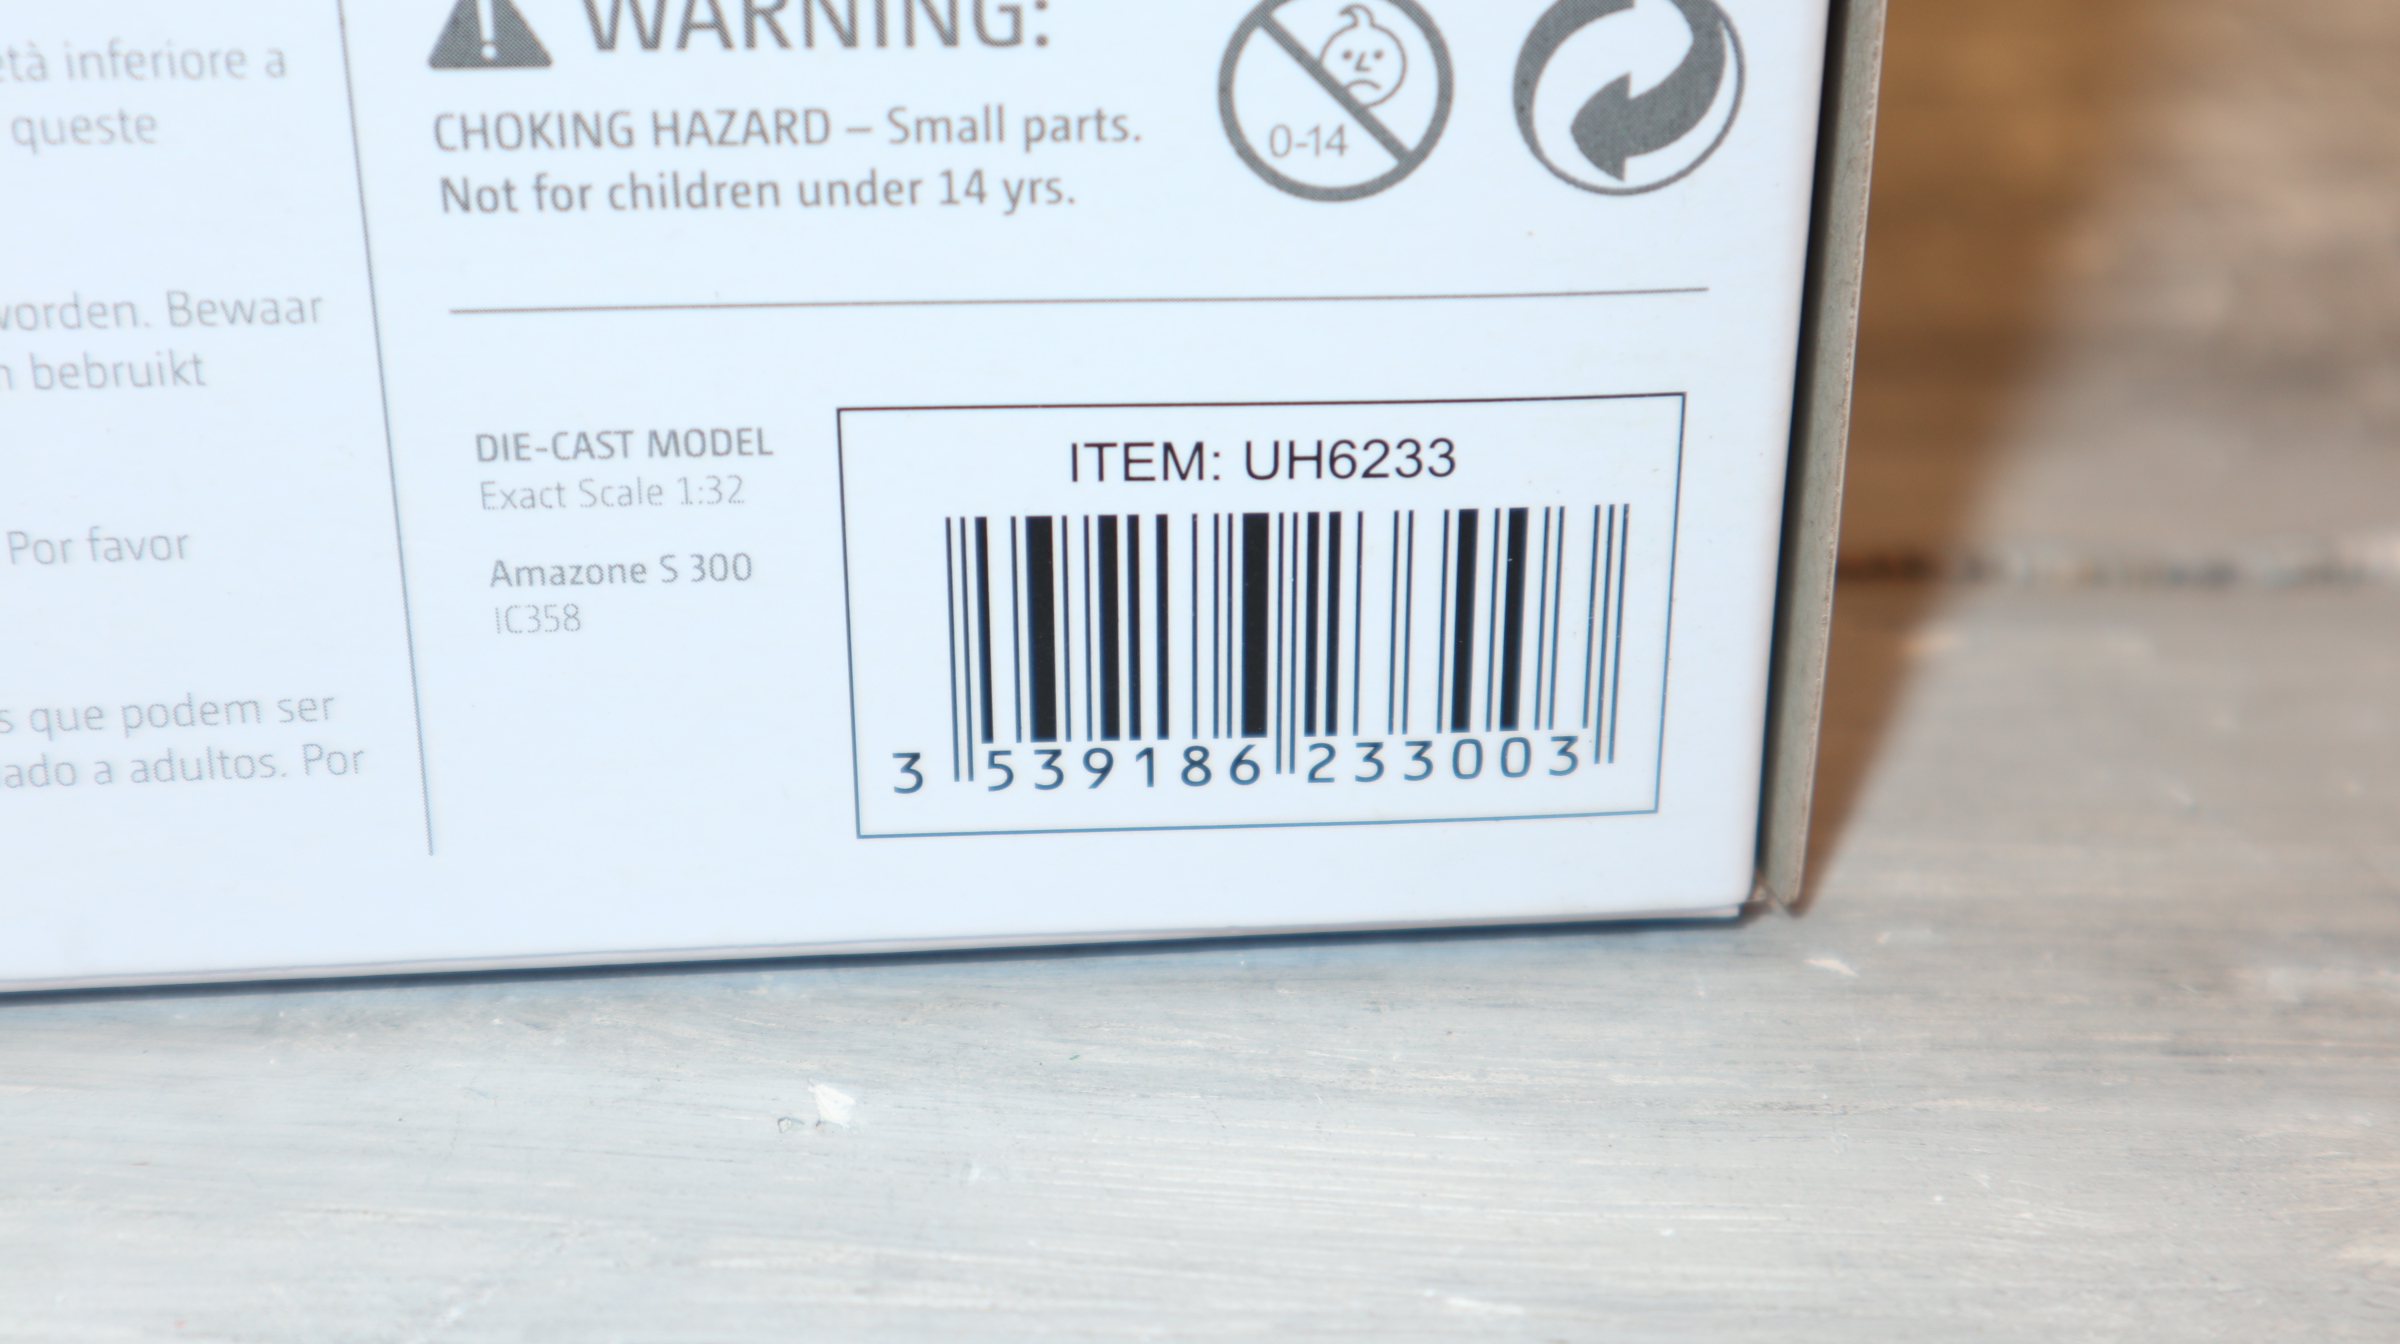 età inferiore a
queste
worden. Bewaar
bebruikt
Por favor
que podem ser
a adultos. Por
WARNING:
CHOKING HAZARD – Small parts.
Not for children under 14 yrs.
0-14
DIE-CAST MODEL
Exact Scale 1:32
Amazone S 300
IC358
ITEM: UH6233
3 539186 233003